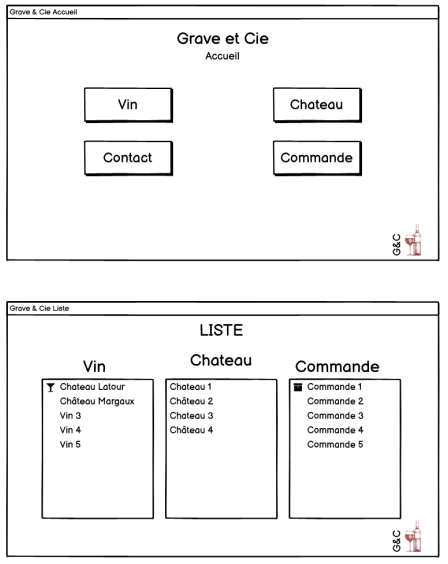 Grave & Cie Accueil
Grave et Cie
Accueil
Vin
Chateau
Contact
Commande
G&C
Grave & Cie Liste
LISTE
Vin
Chateau
Commande
Chateau Latour
Château Margaux
Vin 3
Vin 4
Vin 5
Chateau 1
Château 2
Chateau 3
Château 4
Commande 1
Commande 2
Commande 3
Commande 4
Commande 5
G&C